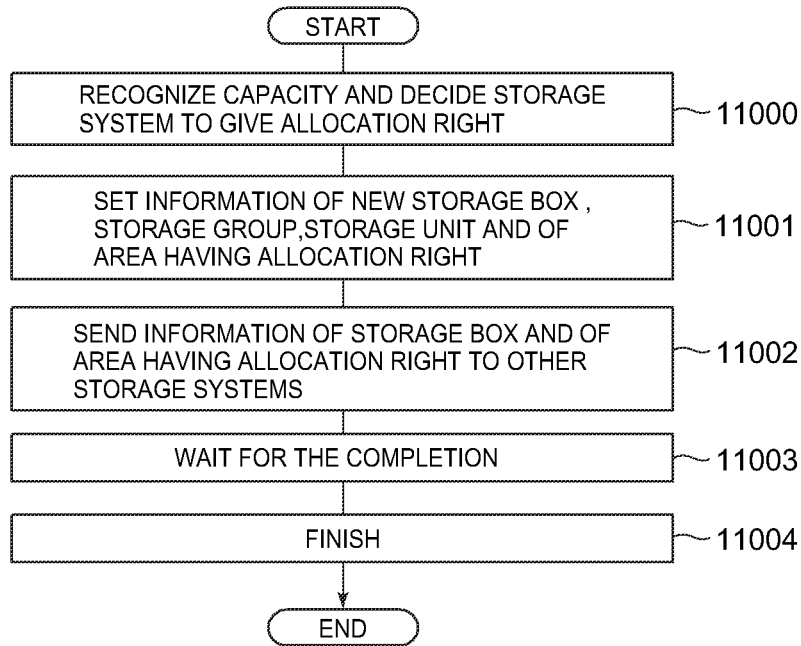 START
RECOGNIZE CAPACITY AND DECIDE STORAGE
SYSTEM TO GIVE ALLOCATION RIGHT
11000
SET INFORMATION OF NEW STORAGE BOX ,
STORAGE GROUP,STORAGE UNIT AND OF
AREA HAVING ALLOCATION RIGHT
11001
SEND INFORMATION OF STORAGE BOX AND OF
AREA HAVING ALLOCATION RIGHT TO OTHER
STORAGE SYSTEMS
11002
WAIT FOR THE COMPLETION
11003
FINISH
11004
END